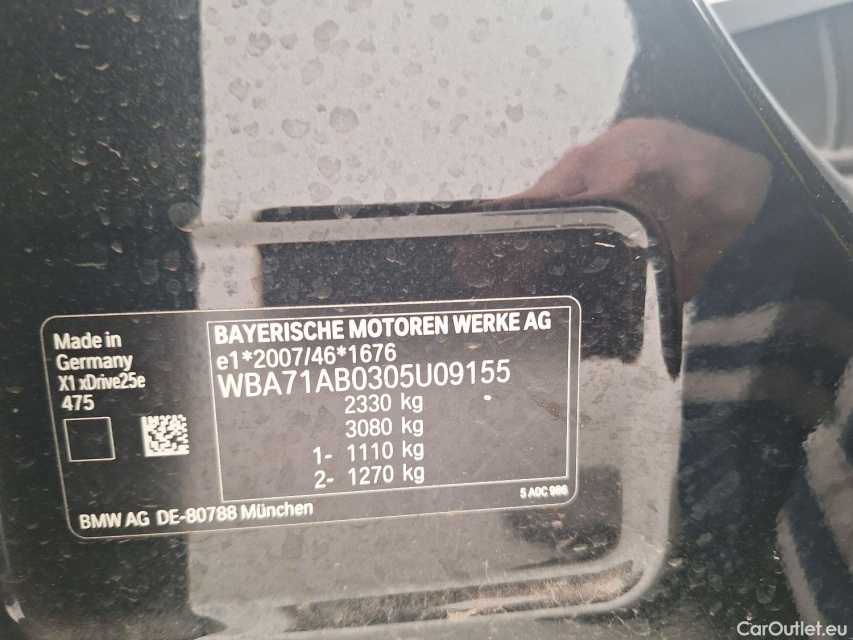 Made in
Germany
X1 xDrive25e
475
BAYERISCHE MOTOREN WERKE AG
e1*2007/46*1676
WBA71AB0305U09155
2330 kg
3080 kg
1- 1110 kg
2- 1270 kg
5 A0C 986
BMW AG DE-80788 München
CarOutlet.eu